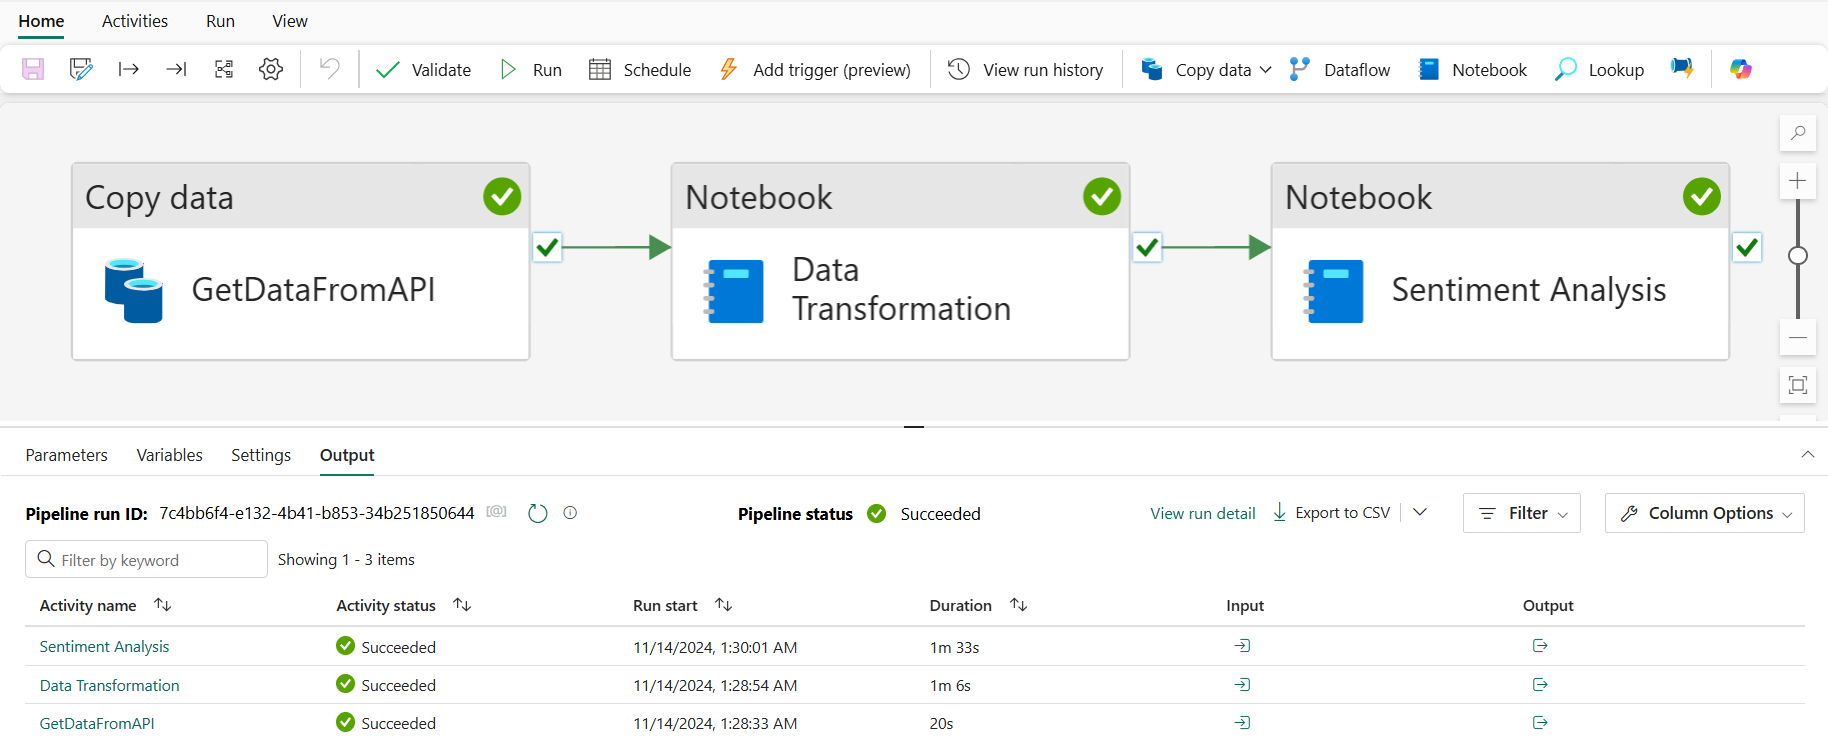 Home Activities Run View
Validate Run Schedule Add trigger (preview) View run history Copy data Dataflow Notebook Lookup
Copy data
GetDataFromAPI
Notebook
Data
Transformation
Notebook
Sentiment Analysis
Parameters Variables Settings Output
Pipeline run ID: 7c4bb6f4-e132-4b41-b853-34b251850644 [@] Pipeline status Succeeded View run detail Export to CSV Filter Column Options
Filter by keyword Showing 1 - 3 items
Activity name Activity status Run start Duration Input Output
Sentiment Analysis Succeeded 11/14/2024, 1:30:01 AM 1m 33s
Data Transformation Succeeded 11/14/2024, 1:28:54 AM 1m 6s
GetDataFromAPI Succeeded 11/14/2024, 1:28:33 AM 20s